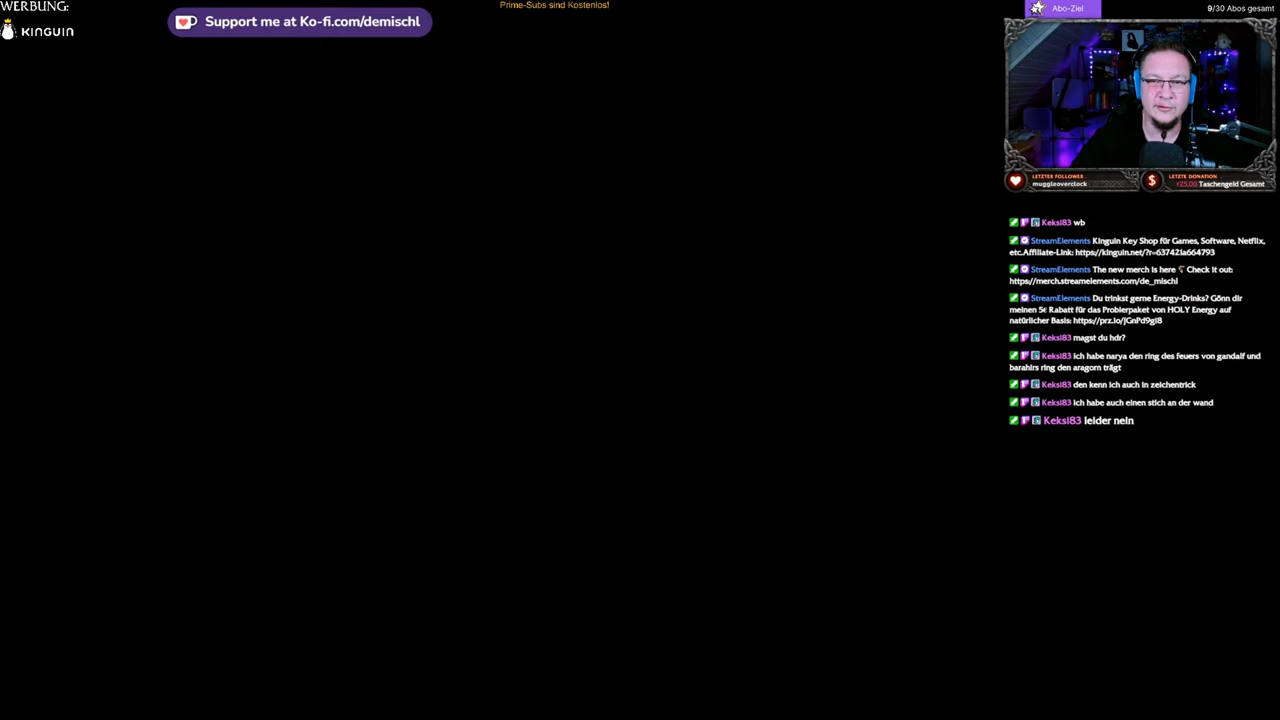 WERBUNG:
KINGUIN
Support me at Ko-fi.com/demischl
Prime-Subs sind Kostenlos!
Abo-Ziel
9/30 Abos gesamt
LETZTER FOLLOWER
muggleoverclock
LETZTE DONATION
€25,00 Taschengeld Gesamt
Keksi83 wb
StreamElements Kinguin Key Shop für Games, Software, Netflix,
etc.Affiliate-Link: https://kinguin.net/?r=637421a664793
StreamElements The new merch is here Check it out:
https://merch.streamelements.com/de_mischl
StreamElements Du trinkst gerne Energy-Drinks? Gönn dir
meinen 5€ Rabatt für das Probierpaket von HOLY Energy auf
natürlicher Basis: https://prz.io/JGnPd9gi8
Keksi83 magst du hdr?
Keksi83 ich habe narya den ring des feuers von gandalf und
barahirs ring den aragorn trägt
Keksi83 den kenn ich auch in zeichentrick
Keksi83 ich habe auch einen stich an der wand
Keksi83 leider nein